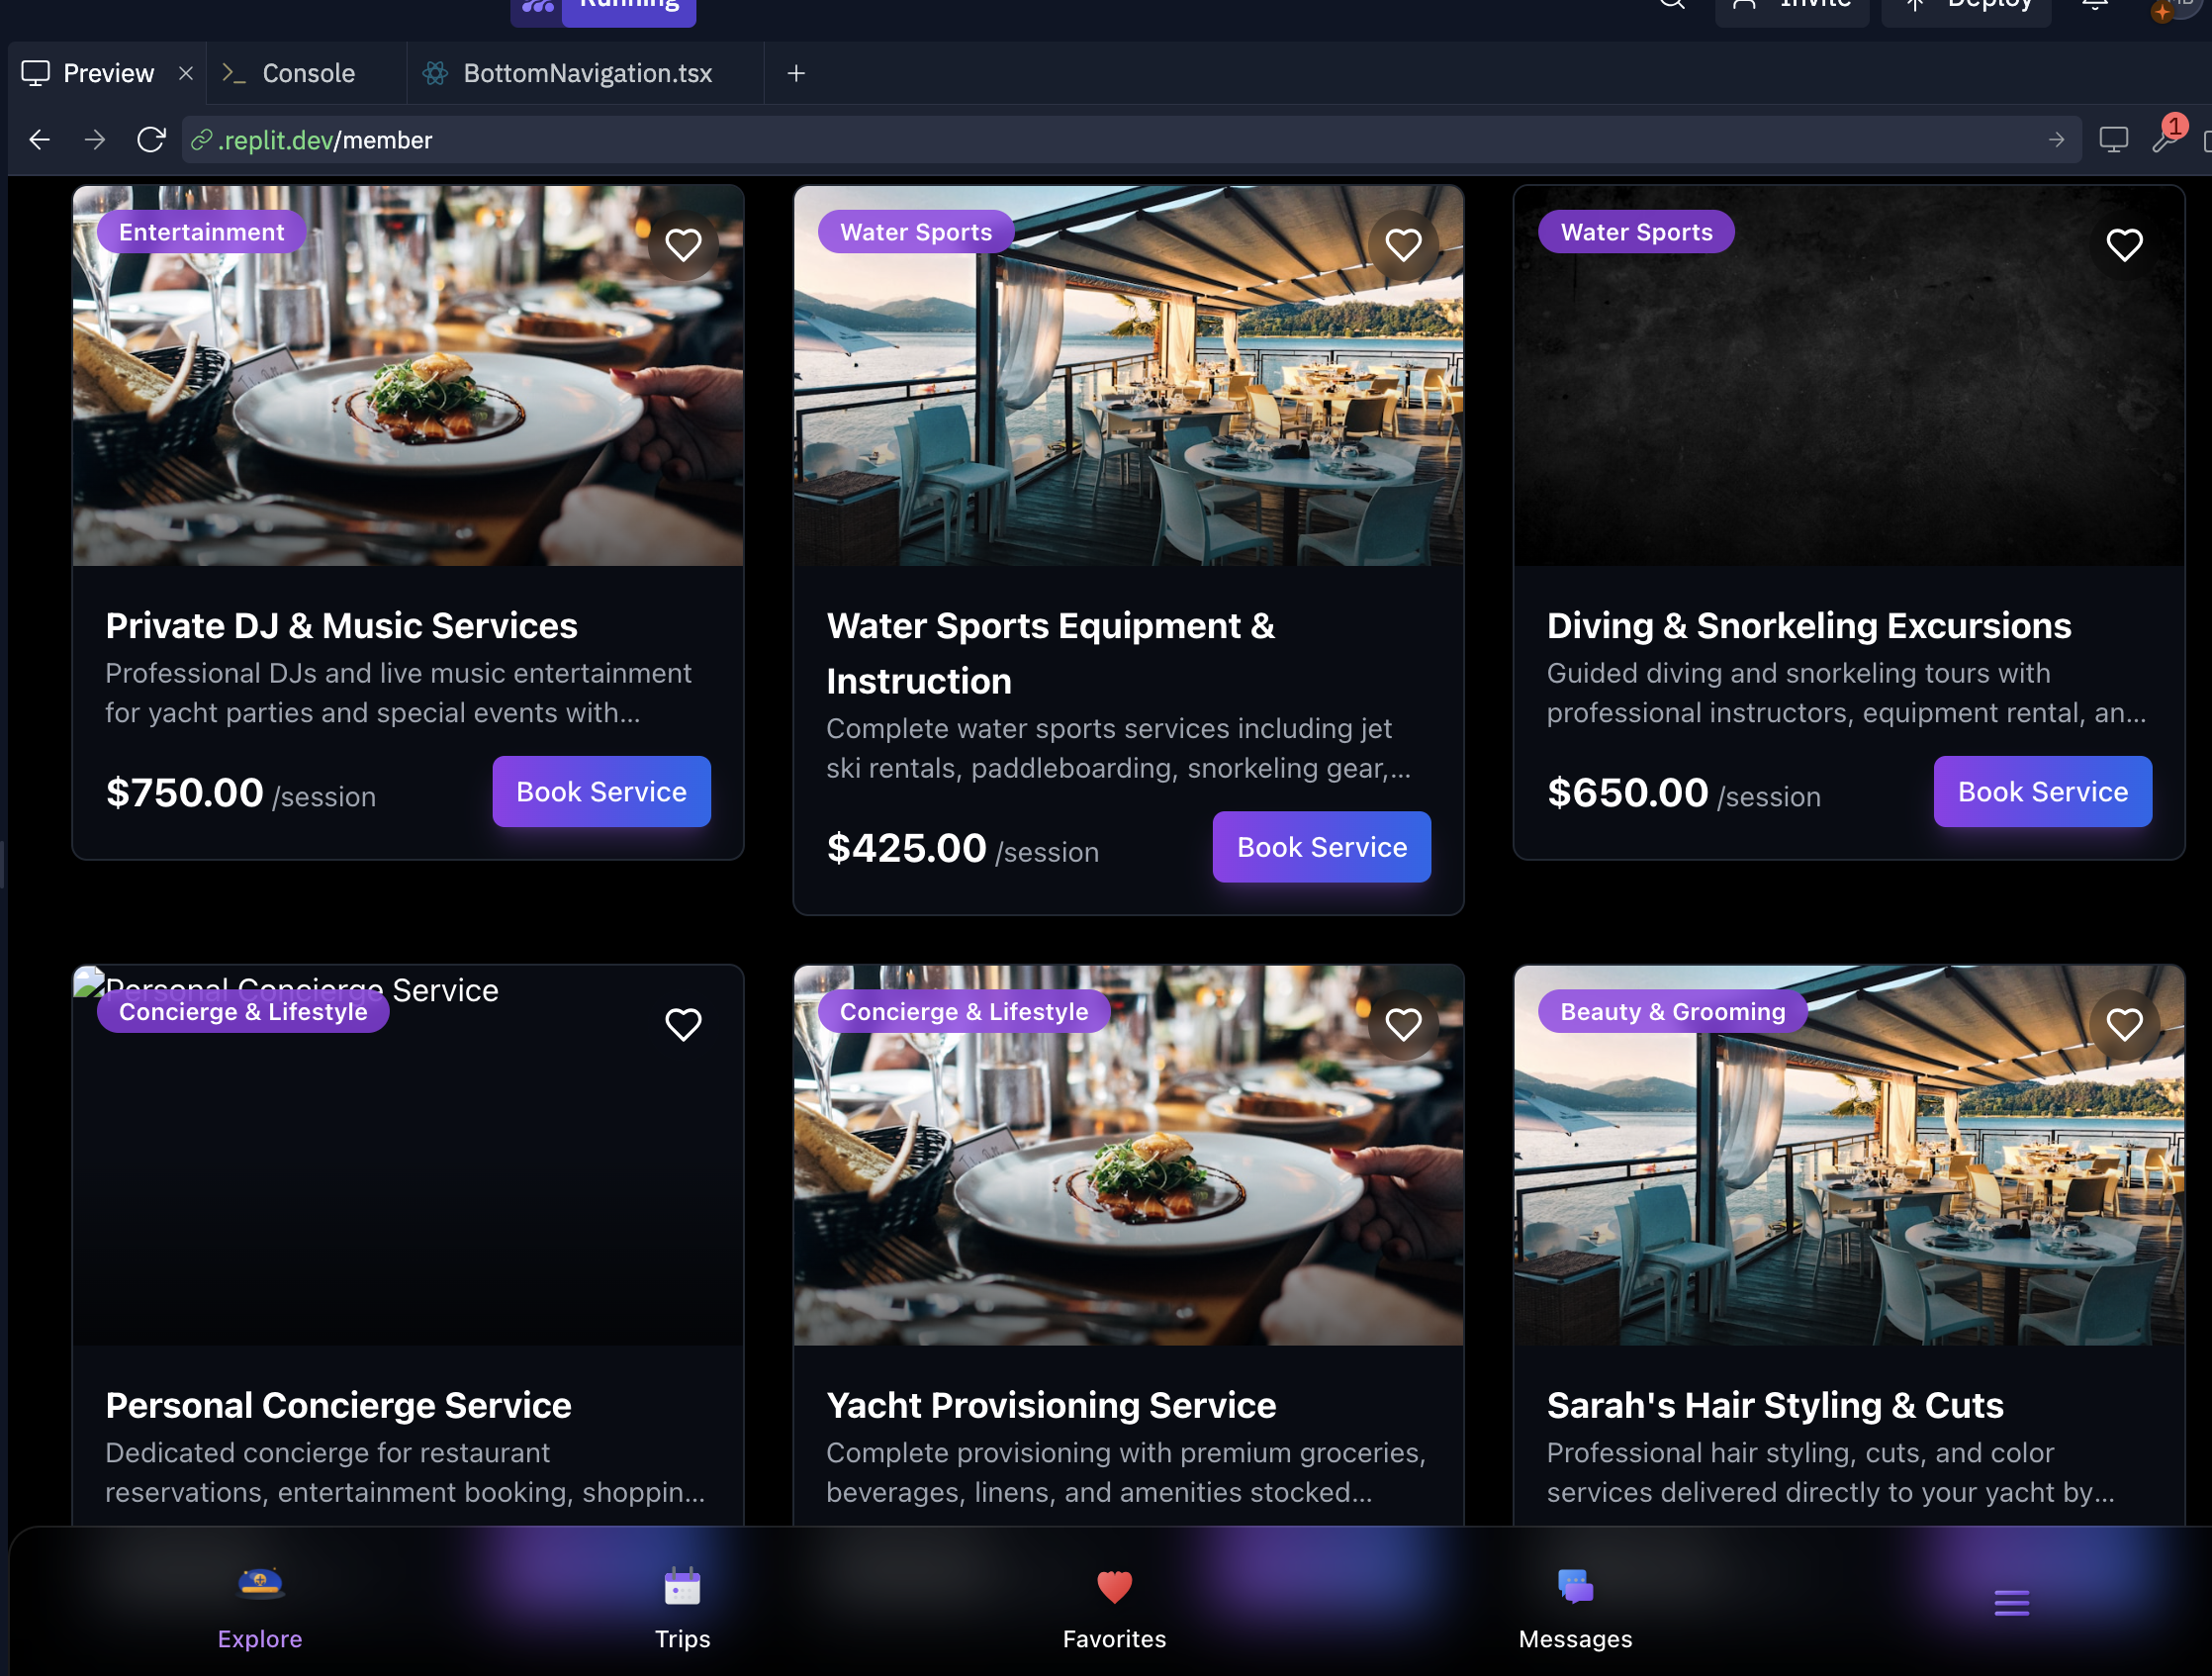 Running
Invite
Deploy
Preview
Console
BottomNavigation.tsx
.replit.dev/member
1
Entertainment
Water Sports
Water Sports
Private DJ & Music Services
Professional DJs and live music entertainment
for yacht parties and special events with...
$750.00 /session
Book Service
Water Sports Equipment &
Instruction
Complete water sports services including jet
ski rentals, paddleboarding, snorkeling gear,...
$425.00 /session
Book Service
Diving & Snorkeling Excursions
Guided diving and snorkeling tours with
professional instructors, equipment rental, an...
$650.00 /session
Book Service
Personal Concierge Service
Concierge & Lifestyle
Concierge & Lifestyle
Beauty & Grooming
Personal Concierge Service
Dedicated concierge for restaurant
reservations, entertainment booking, shoppin...
Yacht Provisioning Service
Complete provisioning with premium groceries,
beverages, linens, and amenities stocked...
Sarah's Hair Styling & Cuts
Professional hair styling, cuts, and color
services delivered directly to your yacht by...
Explore
Trips
Favorites
Messages